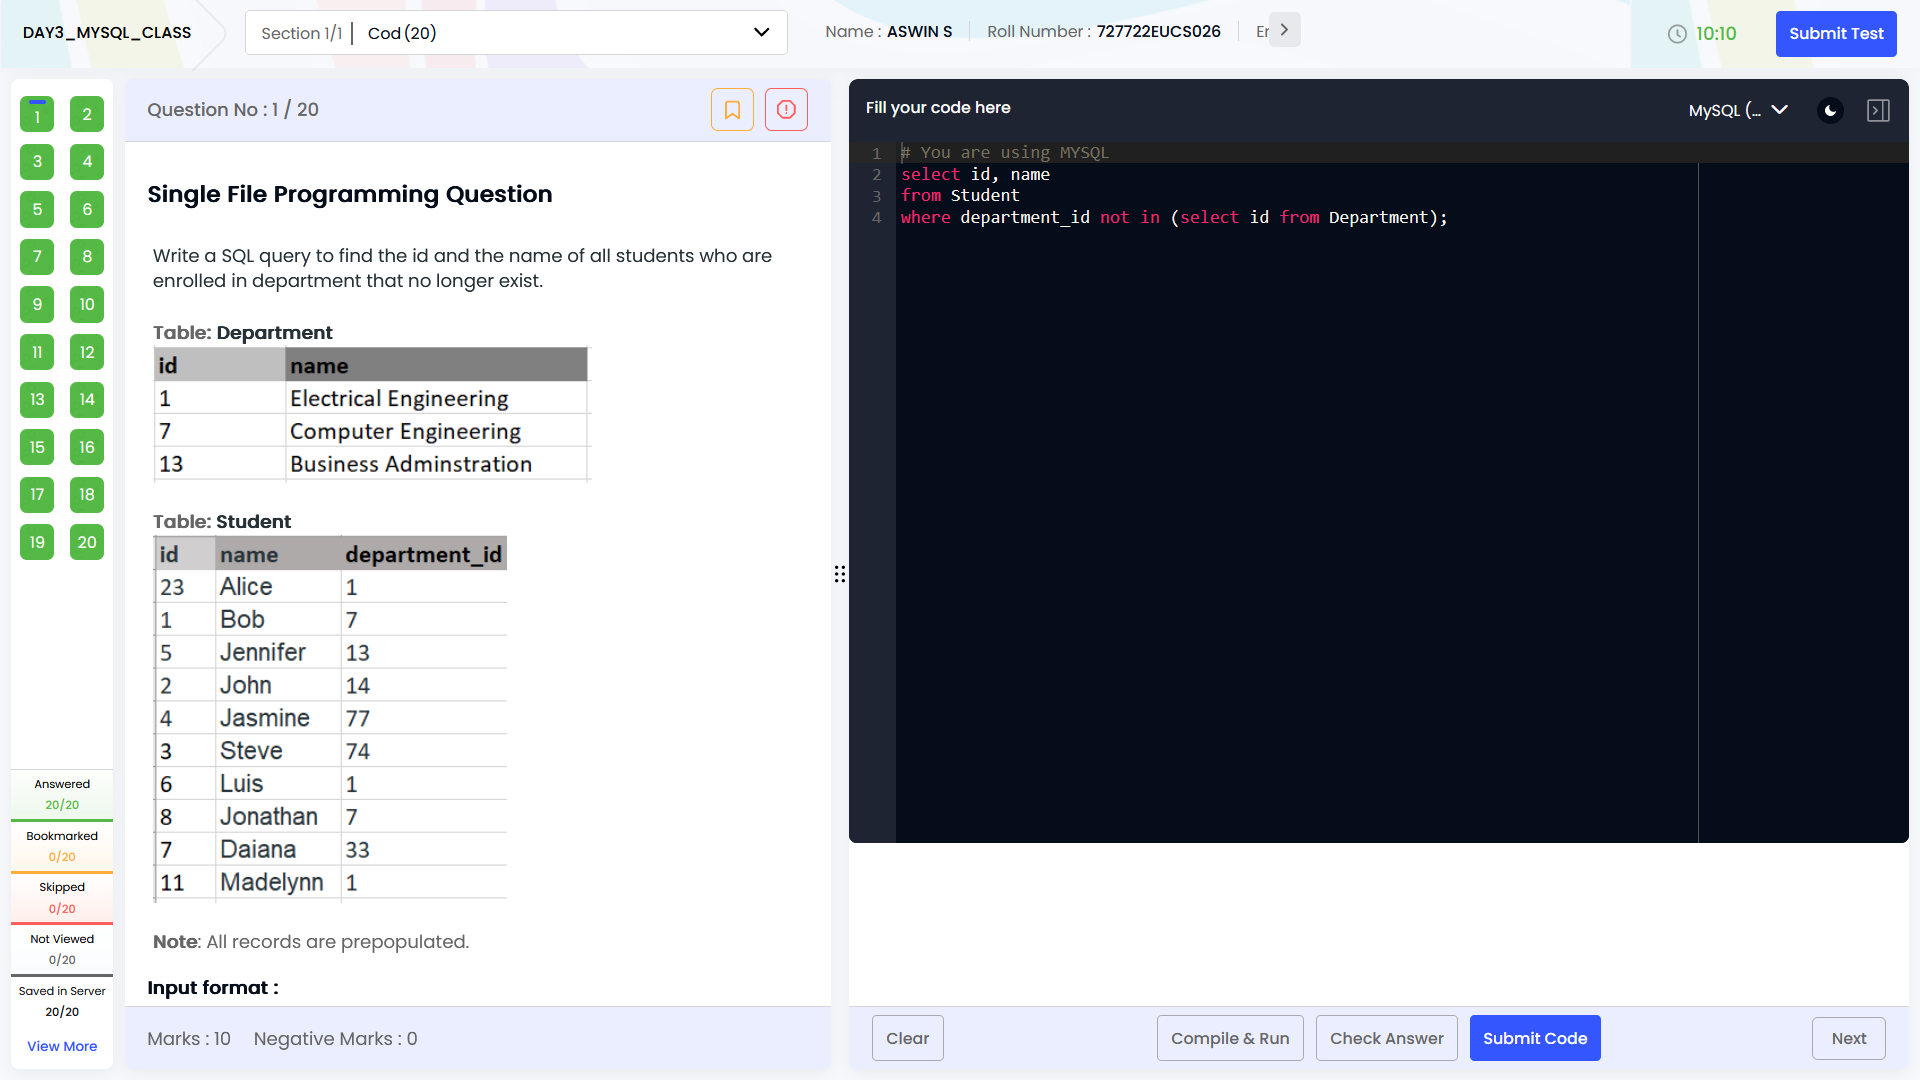 DAY3_MYSQL_CLASS
Section 1/1 | Cod (20)
Name : ASWIN S
Roll Number : 727722EUCS026
10:10
Submit Test
1 2
3 4
5 6
7 8
9 10
11 12
13 14
15 16
17 18
19 20
Answered
20/20
Bookmarked
0/20
Skipped
0/20
Not Viewed
0/20
Saved in Server
20/20
View More
Question No : 1 / 20
Single File Programming Question
Write a SQL query to find the id and the name of all students who are
enrolled in department that no longer exist.
Table: Department
id name
1 Electrical Engineering
7 Computer Engineering
13 Business Adminstration
Table: Student
id name department_id
23 Alice 1
1 Bob 7
5 Jennifer 13
2 John 14
4 Jasmine 77
3 Steve 74
6 Luis 1
8 Jonathan 7
7 Daiana 33
11 Madelynn 1
Note: All records are prepopulated.
Input format :
Marks : 10 Negative Marks : 0
Fill your code here
MySQL (...
1 # You are using MYSQL
2 select id, name
3 from Student
4 where department_id not in (select id from Department);
Clear
Compile & Run
Check Answer
Submit Code
Next